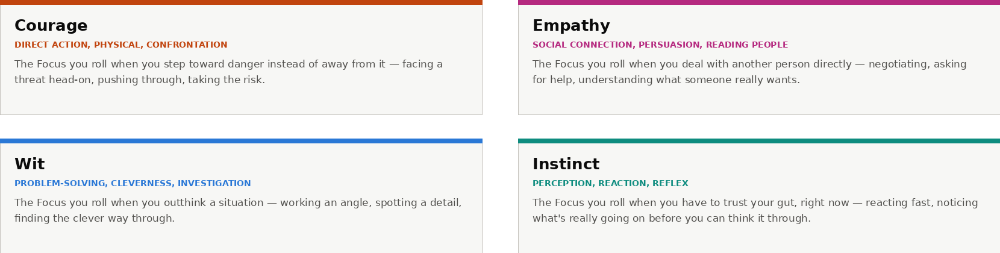 Courage
DIRECT ACTION, PHYSICAL, CONFRONTATION
The Focus you roll when you step toward danger instead of away from it — facing a
threat head-on, pushing through, taking the risk.
Empathy
SOCIAL CONNECTION, PERSUASION, READING PEOPLE
The Focus you roll when you deal with another person directly — negotiating, asking
for help, understanding what someone really wants.
Wit
PROBLEM-SOLVING, CLEVERNESS, INVESTIGATION
The Focus you roll when you outthink a situation — working an angle, spotting a detail,
finding the clever way through.
Instinct
PERCEPTION, REACTION, REFLEX
The Focus you roll when you have to trust your gut, right now — reacting fast, noticing
what's really going on before you can think it through.